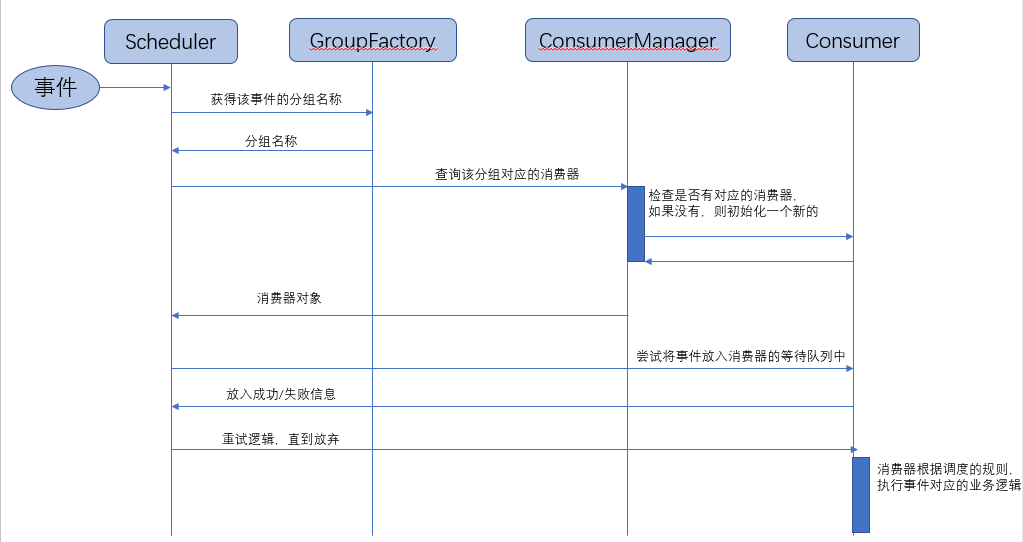 Scheduler
GroupFactory
ConsumerManager
Consumer
事件
获得该事件的分组名称
分组名称
查询该分组对应的消费器
检查是否有对应的消费器，
如果没有，则初始化一个新的
消费器对象
尝试将事件放入消费器的等待队列中
放入成功/失败信息
重试逻辑，直到放弃
消费器根据调度的规则，
执行事件对应的业务逻辑